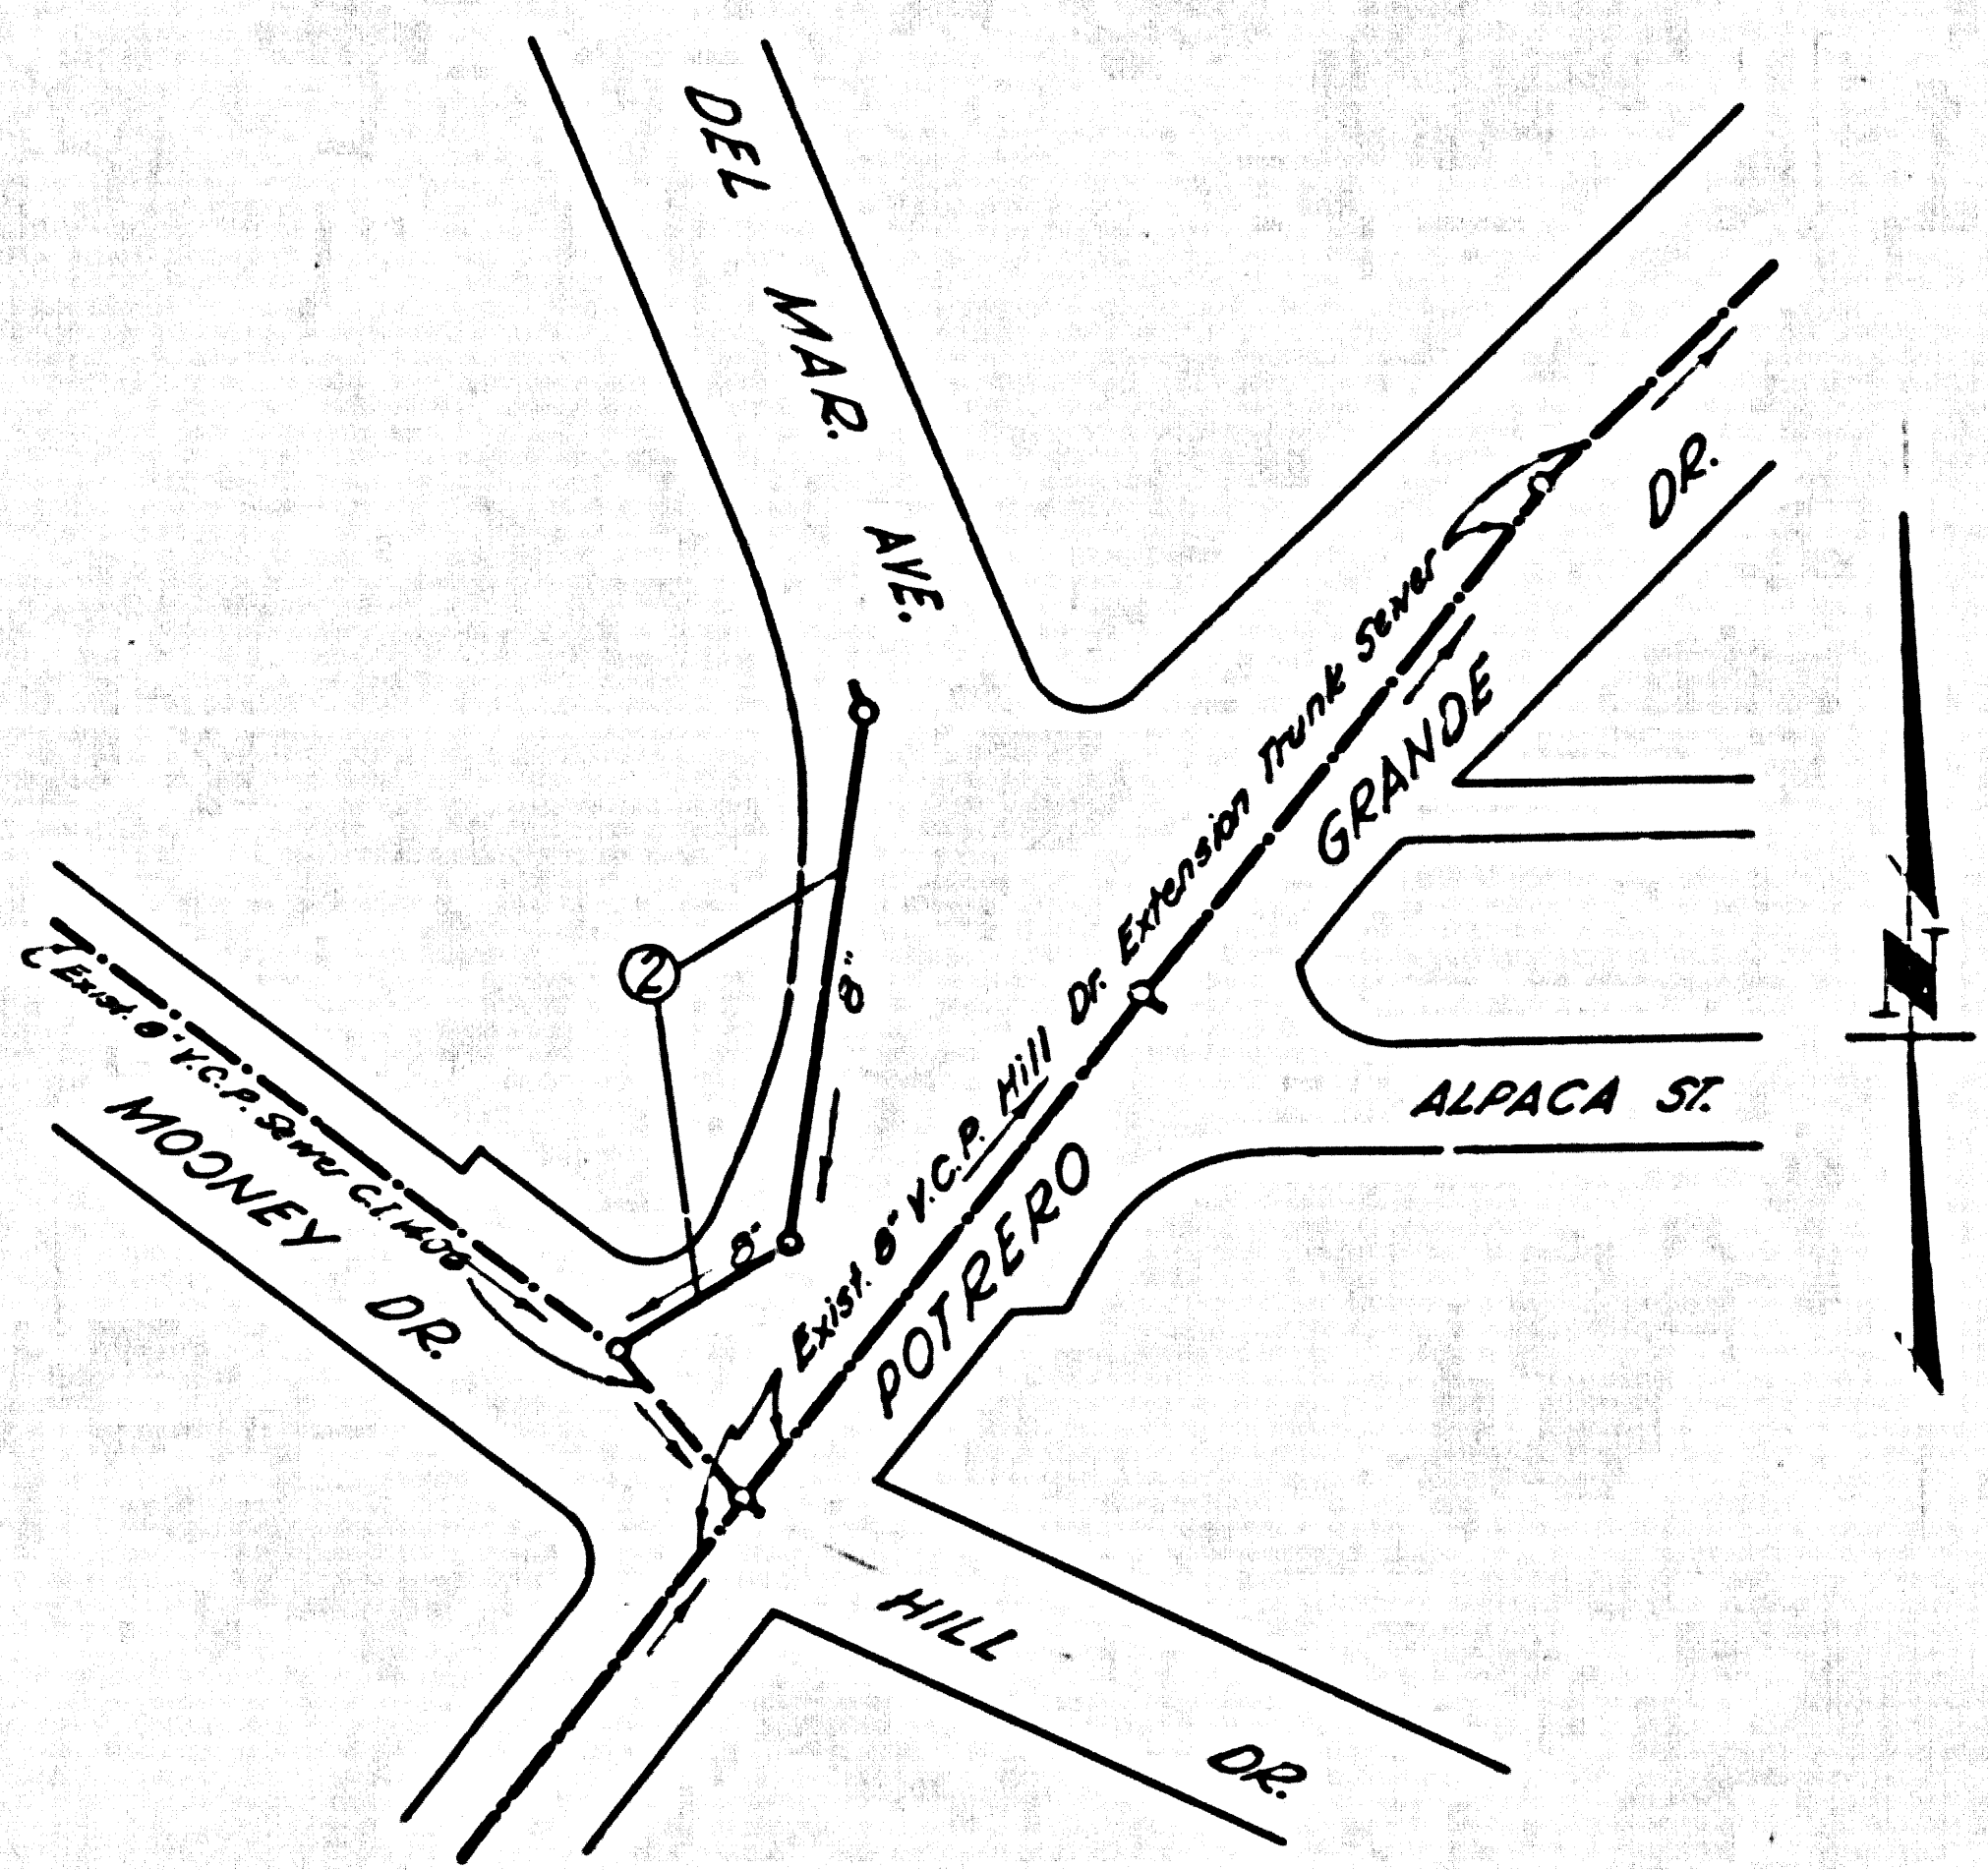 DEL MAR. AVE.
Exist. 8" V.C.P. Hill Dr. Extension Trunk Sewer
POTRERO GRANDE DR.
N
2
8"
8"
Exist. 8" V.C.P. Sewer C.I. 1408
MOONEY DR.
ALPACA ST.
HILL DR.